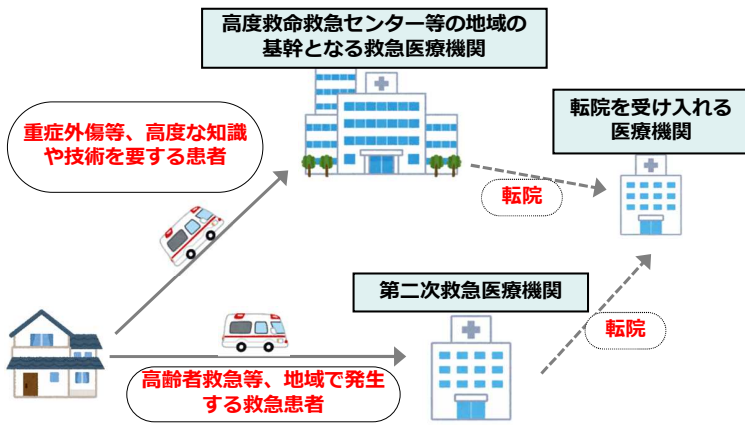 高度救命救急センター等の地域の
基幹となる救急医療機関
転院を受け入れる
医療機関
重症外傷等、高度な知識
や技術を要する患者
転院
第二次救急医療機関
転院
高齢者救急等、地域で発生
する救急患者